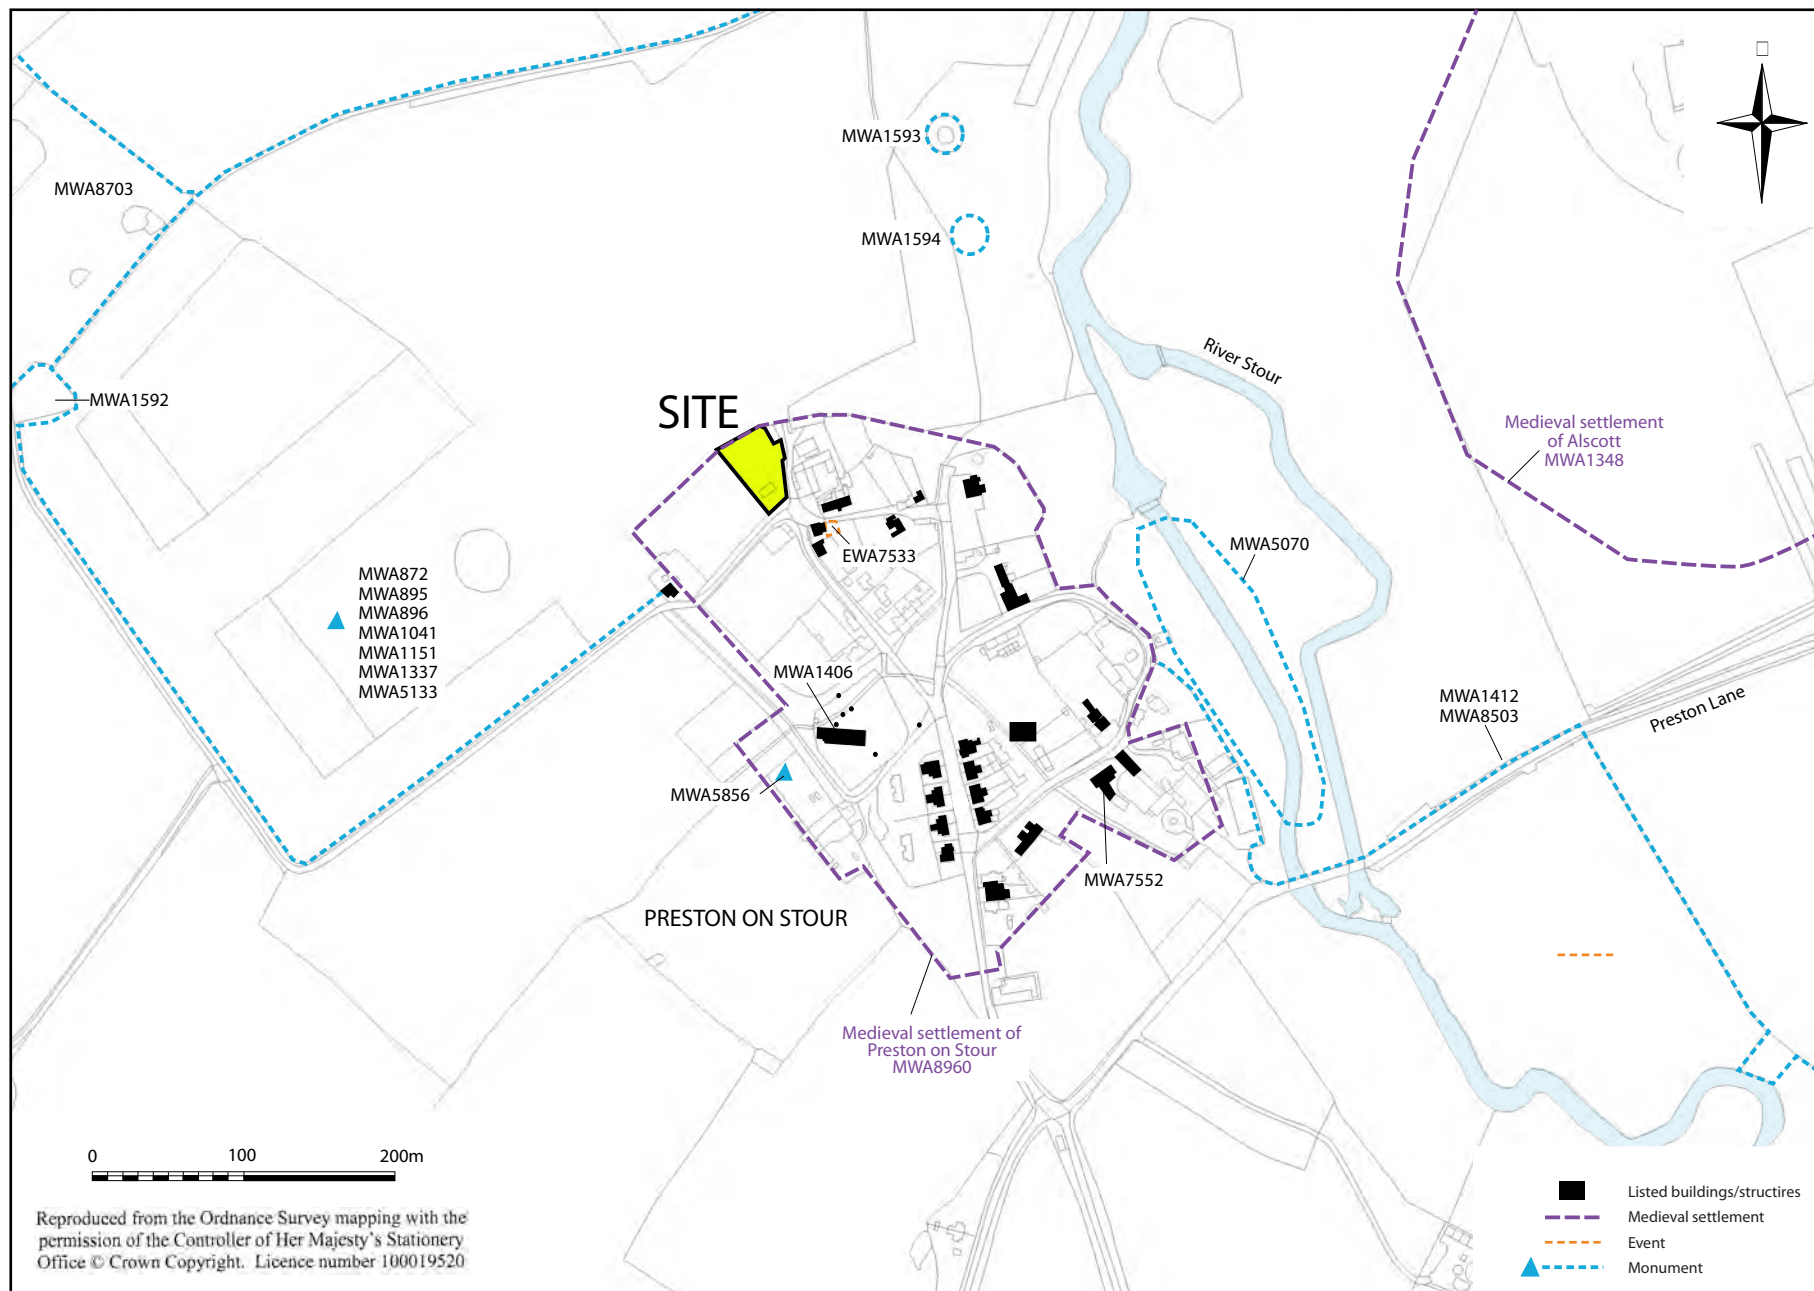 MWA1593
MWA8703
MWA1594
River Stour
MWA1592
SITE
Medieval settlement
of Alscott
MWA1348
MWA5070
EWA7533
MWA872
MWA895
MWA896
MWA1041
MWA1151
MWA1337
MWA5133
MWA1406
MWA1412
MWA8503
Preston Lane
MWA5856
MWA7552
PRESTON ON STOUR
Medieval settlement of
Preston on Stour
MWA8960
0 100 200m
Reproduced from the Ordnance Survey mapping with the
permission of the Controller of Her Majesty's Stationery
Office © Crown Copyright. Licence number 100019520
Listed buildings/structires
Medieval settlement
Event
Monument